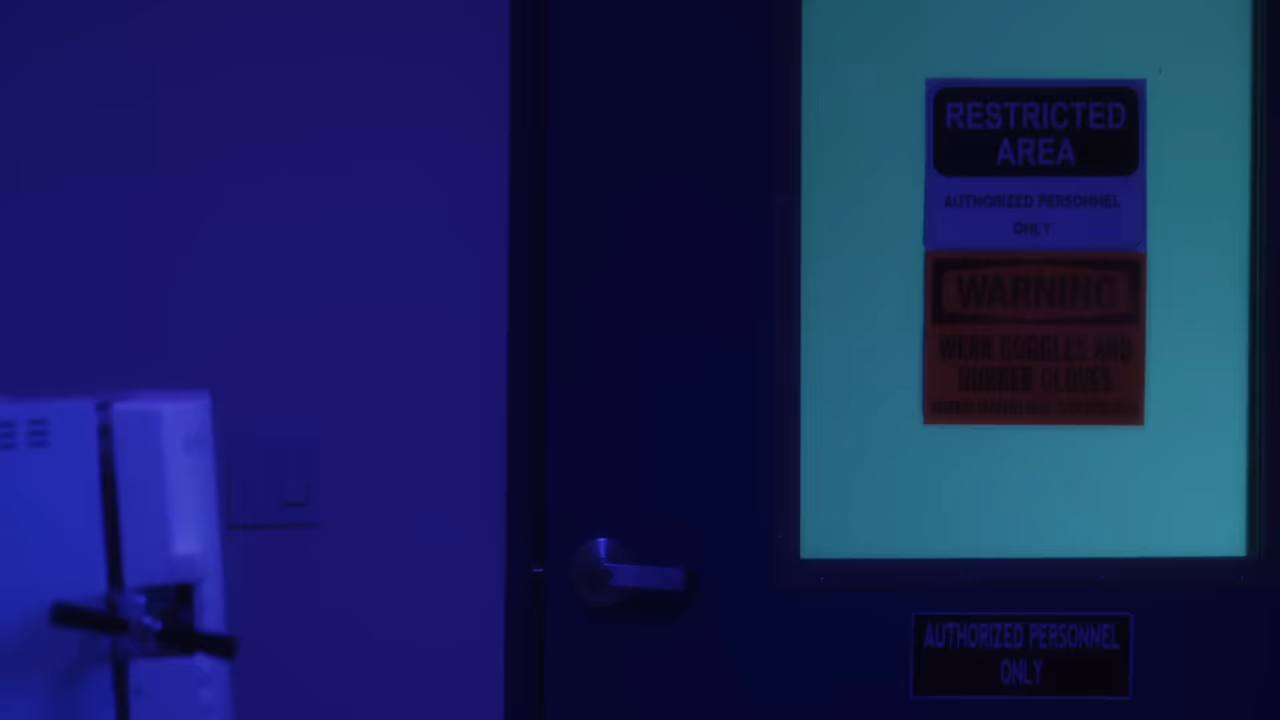 RESTRICTED
AREA
AUTHORIZED PERSONNEL
ONLY
WARNING
WEAR GOGGLES AND
RUBBER GLOVES
AUTHORIZED PERSONNEL
ONLY